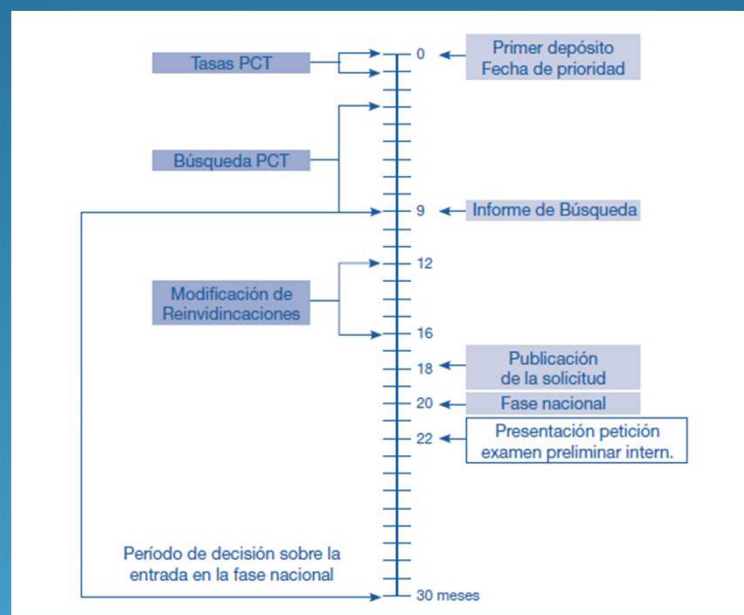 Tasas PCT
0
Primer depósito
Fecha de prioridad
Búsqueda PCT
9
Informe de Búsqueda
12
Modificación de
Reinvidincaciones
16
18
Publicación
de la solicitud
20
Fase nacional
22
Presentación petición
examen preliminar intern.
Período de decisión sobre la
entrada en la fase nacional
30 meses